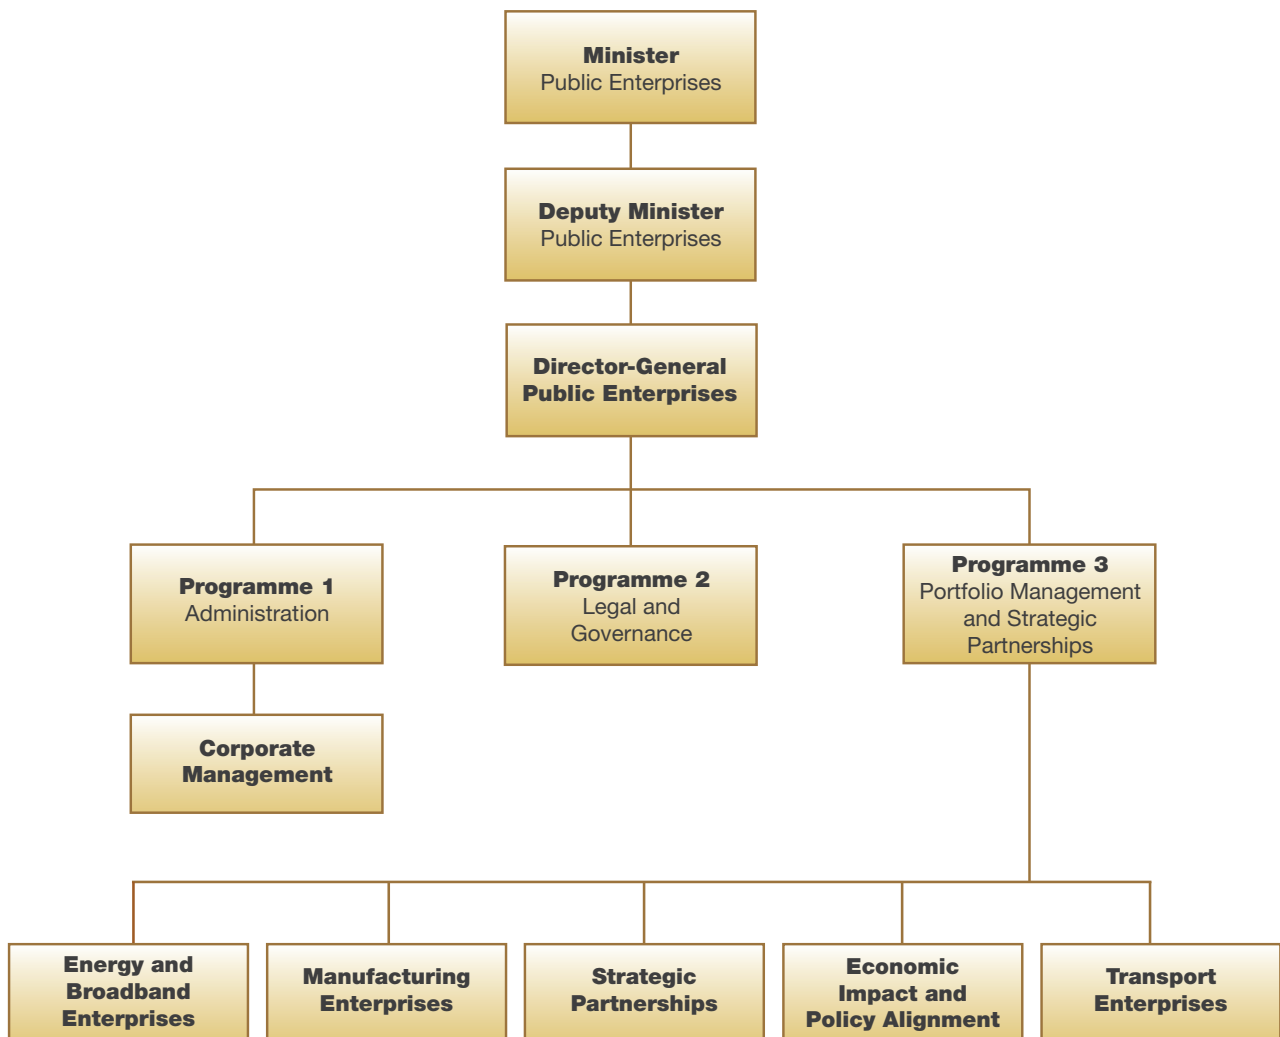 Minister
Public Enterprises
Deputy Minister
Public Enterprises
Director-General
Public Enterprises
Programme 1
Administration
Programme 2
Legal and
Governance
Programme 3
Portfolio Management
and Strategic
Partnerships
Corporate
Management
Energy and
Broadband
Enterprises
Manufacturing
Enterprises
Strategic
Partnerships
Economic
Impact and
Policy Alignment
Transport
Enterprises